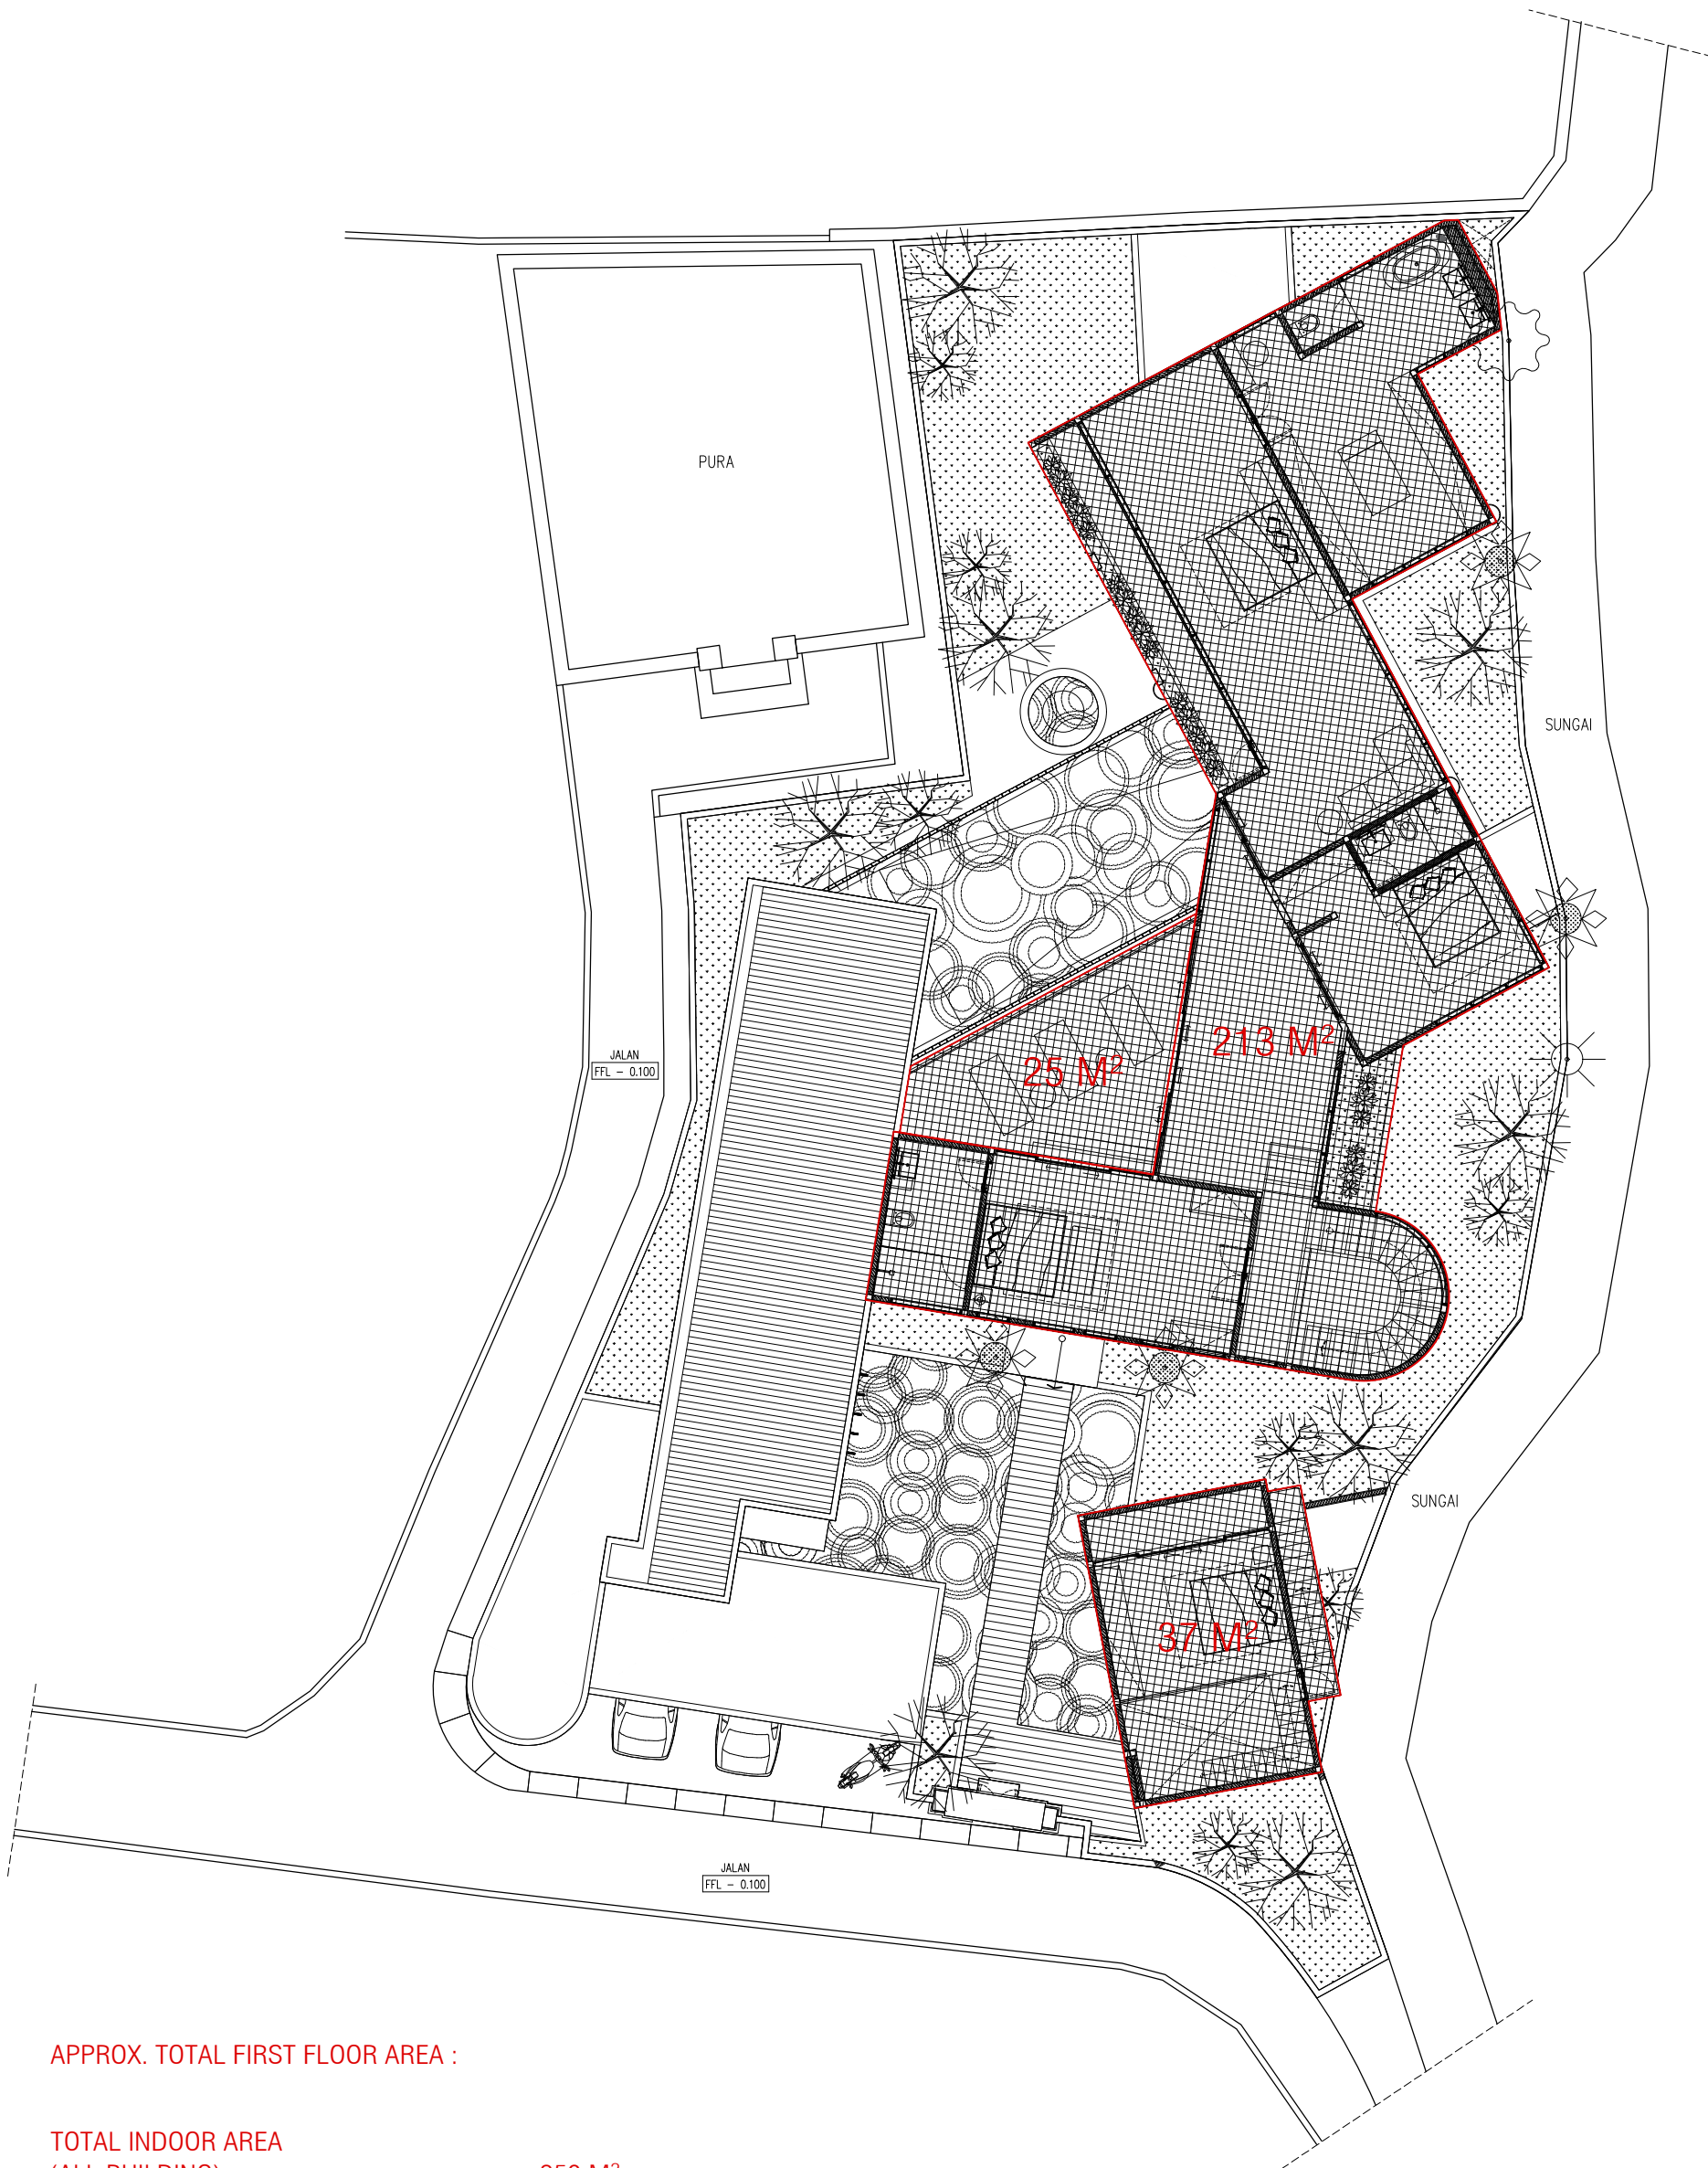 PURA
SUNGAI
213 M²
25 M²
JALAN
FFL - 0.100
SUNGAI
37 M²
JALAN
FFL - 0.100
APPROX. TOTAL FIRST FLOOR AREA :
TOTAL INDOOR AREA